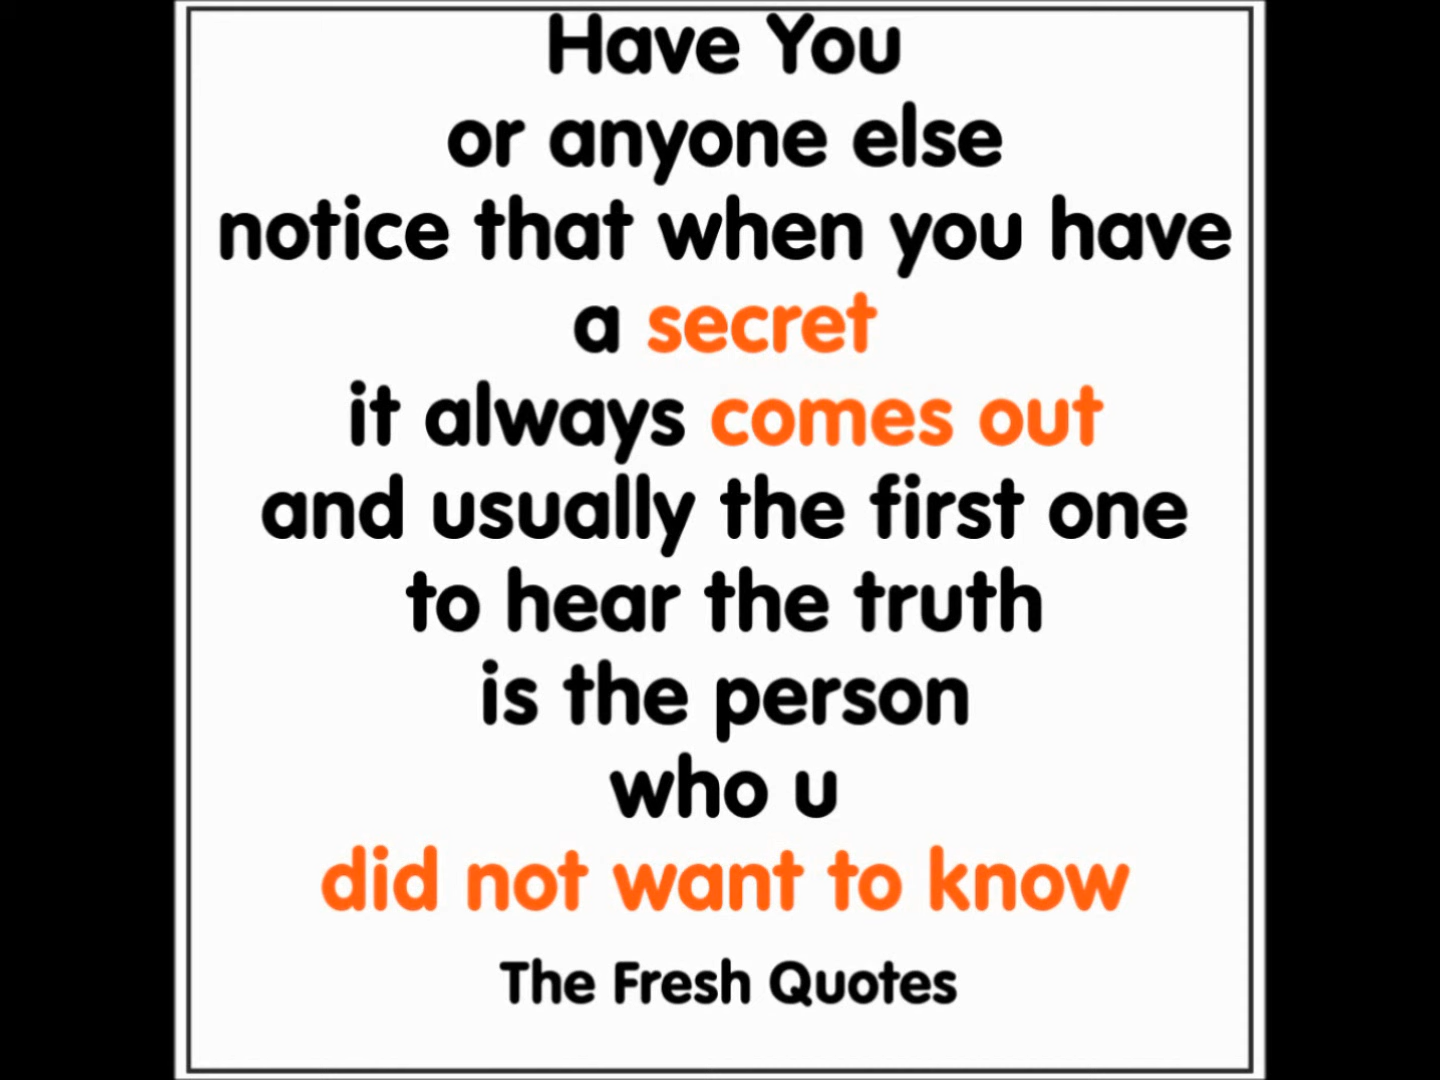 Have You
or anyone else
notice that when you have
a secret
it always comes out
and usually the first one
to hear the truth
is the person
who u
did not want to know
The Fresh Quotes